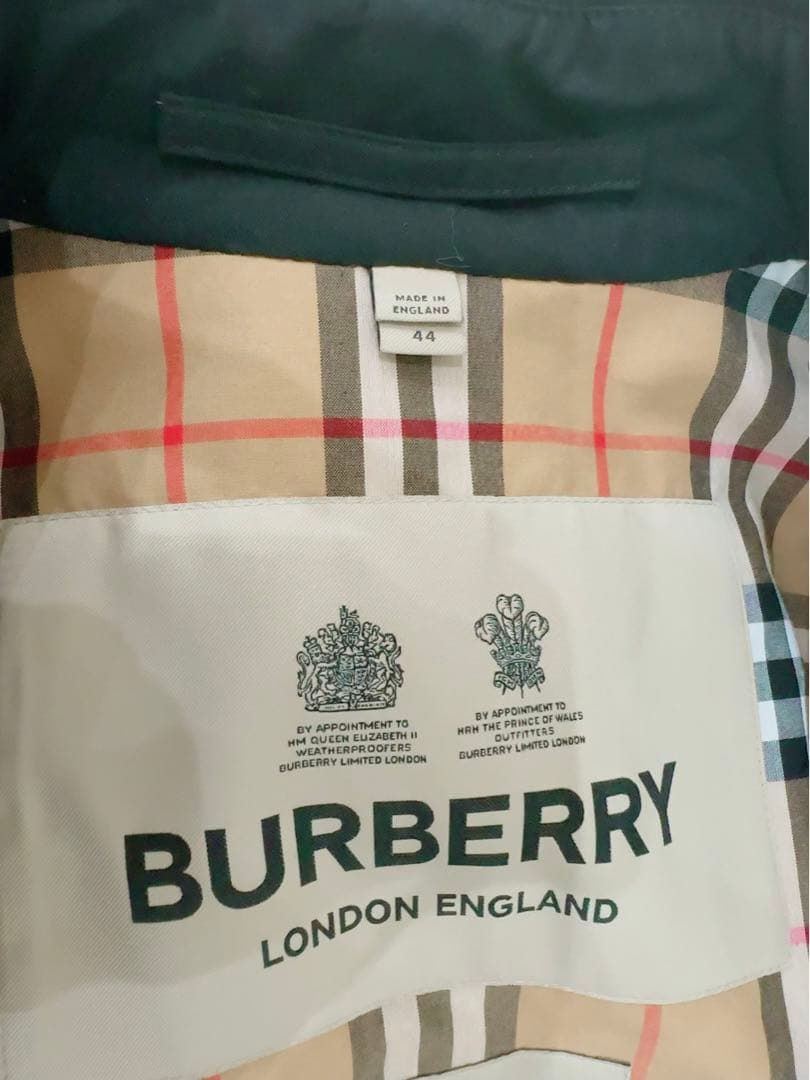 MADE IN
ENGLAND
44
BY APPOINTMENT TO
HM QUEEN ELIZABETH II
WEATHERPROOFERS
BURBERRY LIMITED LONDON
BY APPOINTMENT TO
HRH THE PRINCE OF WALES
OUTFITTERS
BURBERRY LIMITED LONDON
BURBERRY
LONDON ENGLAND